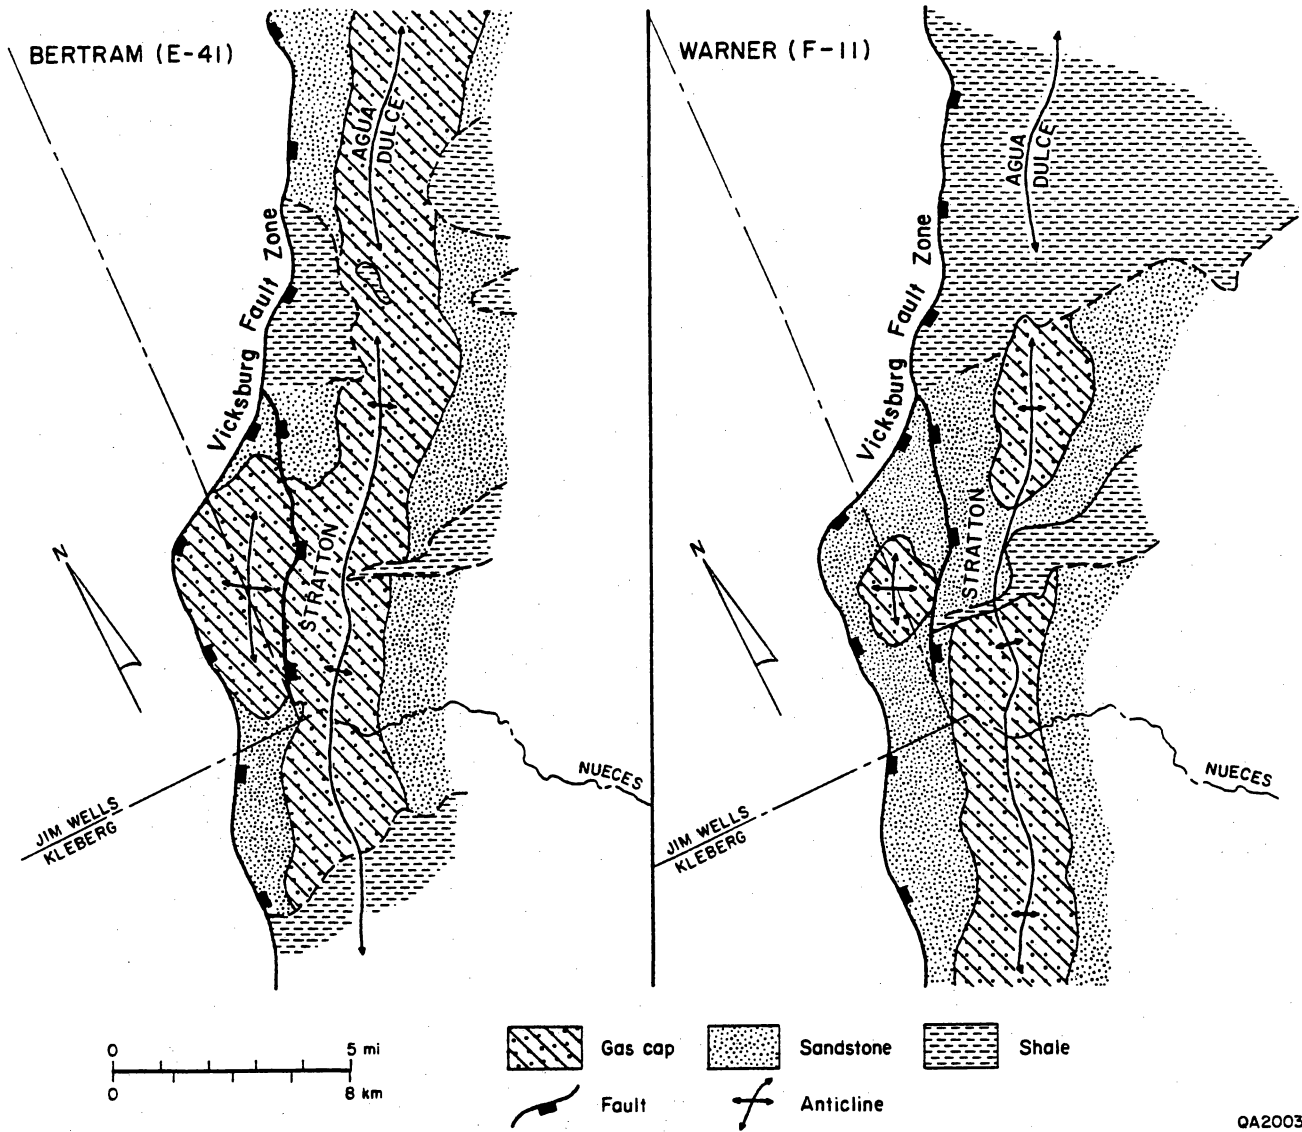 BERTRAM (E-41)
AGUA
DULCE
Vicksburg Fault Zone
N
STRATTON
JIM WELLS
KLEBERG
NUECES
WARNER (F-11)
AGUA
DULCE
Vicksburg Fault Zone
N
STRATTON
JIM WELLS
KLEBERG
NUECES
0 5 mi
0 8 km
Gas cap
Sandstone
Shale
Fault
Anticline
QA2003